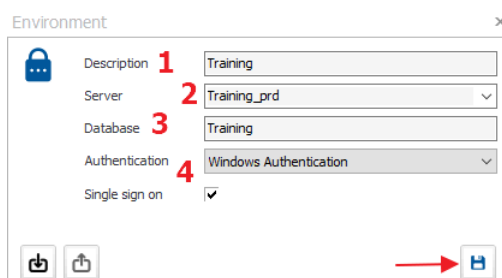 Environment
Description 1 Training
Server 2 Training_prd
Database 3 Training
Authentication 4 Windows Authentication
Single sign on